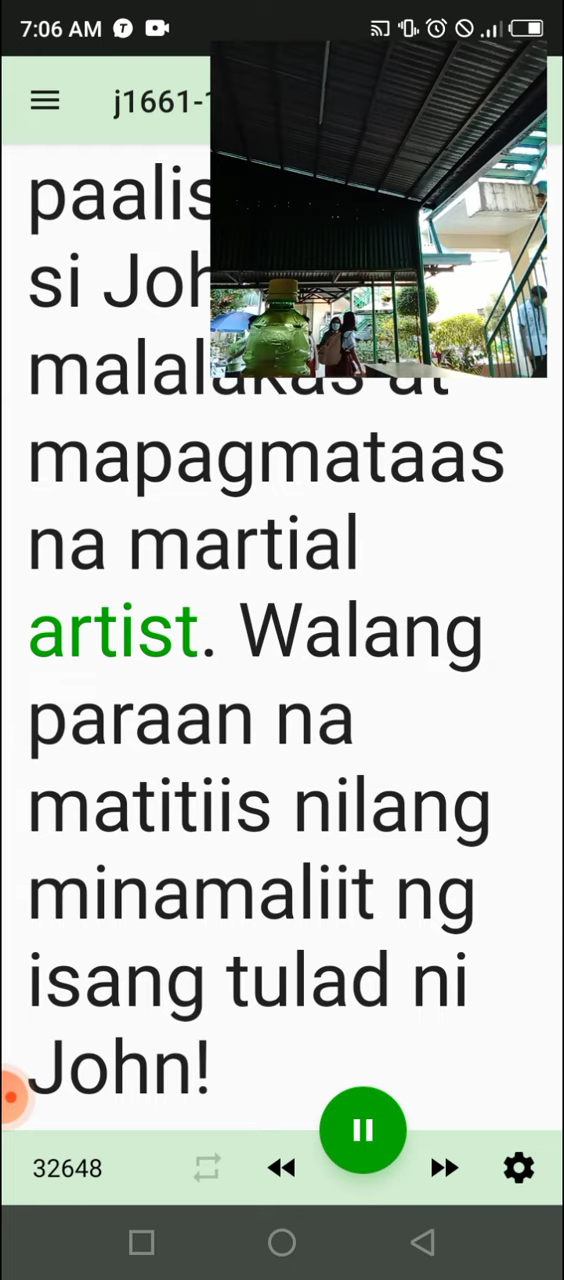 7:06 AM
j1661-
paalis
si Joh
malalakas at
mapagmataas
na martial
artist. Walang
paraan na
matitiis nilang
minamaliit ng
isang tulad ni
John!
32648